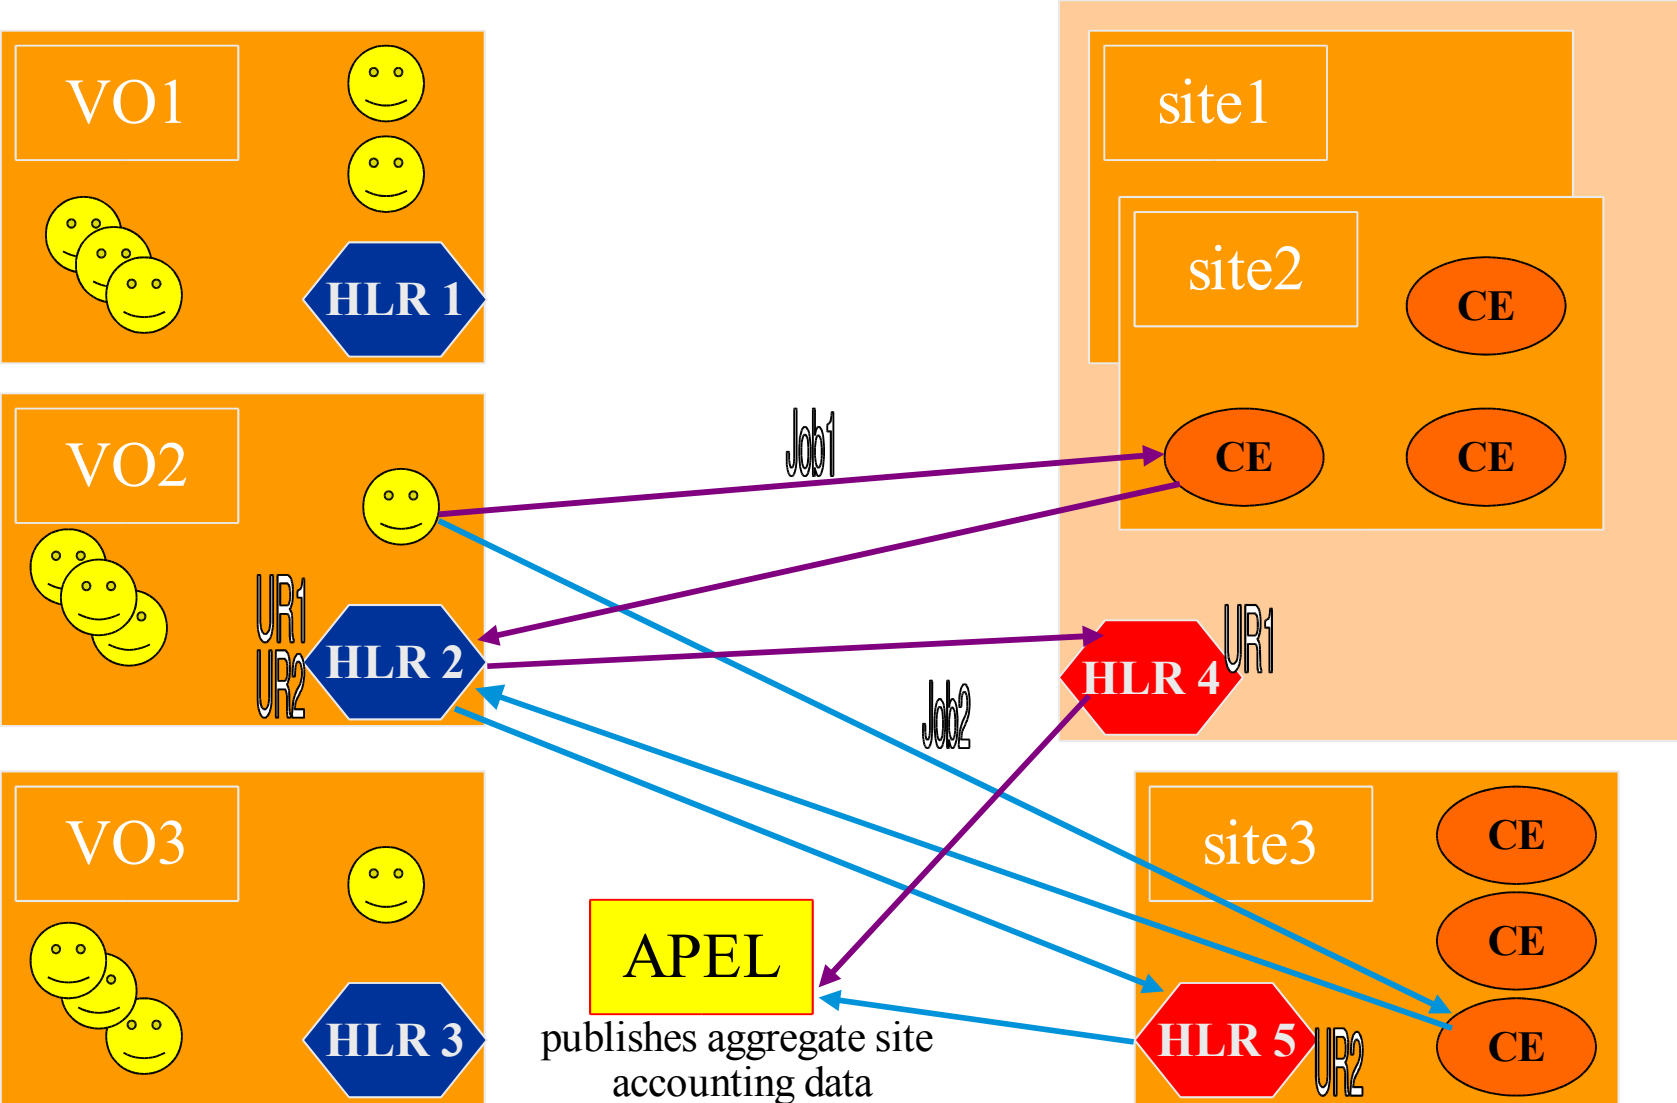 VO1
HLR 1
VO2
UR1
UR2
HLR 2
VO3
HLR 3
Job1
Job2
APEL
publishes aggregate site
accounting data
site1
site2
CE
CE
CE
HLR 4
UR1
site3
CE
CE
CE
HLR 5
UR2